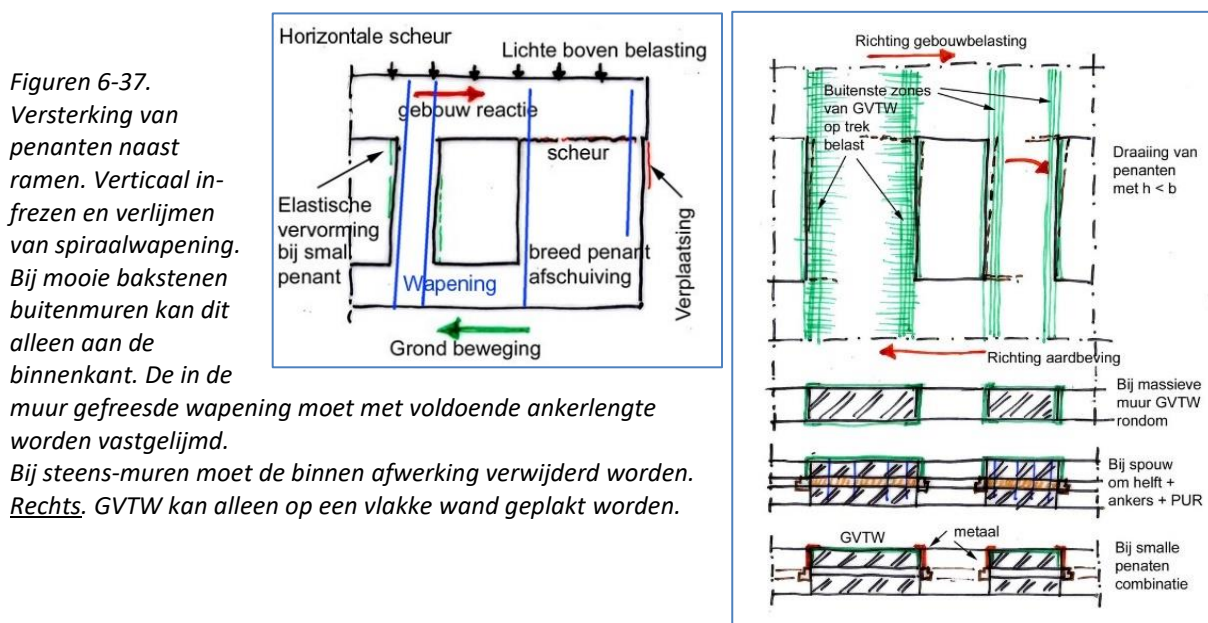 Figuren 6-37.
Versterking van
penanten naast
ramen. Verticaal in-
frezen en verlijmen
van spiraalwapening.
Bij mooie bakstenen
buitenmuren kan dit
alleen aan de
binnenkant. De in de
muur gefreesde wapening moet met voldoende ankerlengte
worden vastgelijmd.
Bij steens-muren moet de binnen afwerking verwijderd worden.
Rechts. GVTW kan alleen op een vlakke wand geplakt worden.
Horizontale scheur
Lichte boven belasting
gebouw reactie
scheur
Elastische
vervorming
bij small
penant
breed penant
afschuiving
Wapening
Verplaatsing
Grond beweging
Richting gebouwbelasting
Buitenste zones
van GVTW
op trek
belast
Draaiing van
penanten
met h < b
Richting aardbeving
Bij massieve
muur GVTW
rondom
Bij spouw
om helft +
ankers + PUR
GVTW
metaal
Bij smalle
penaten
combinatie